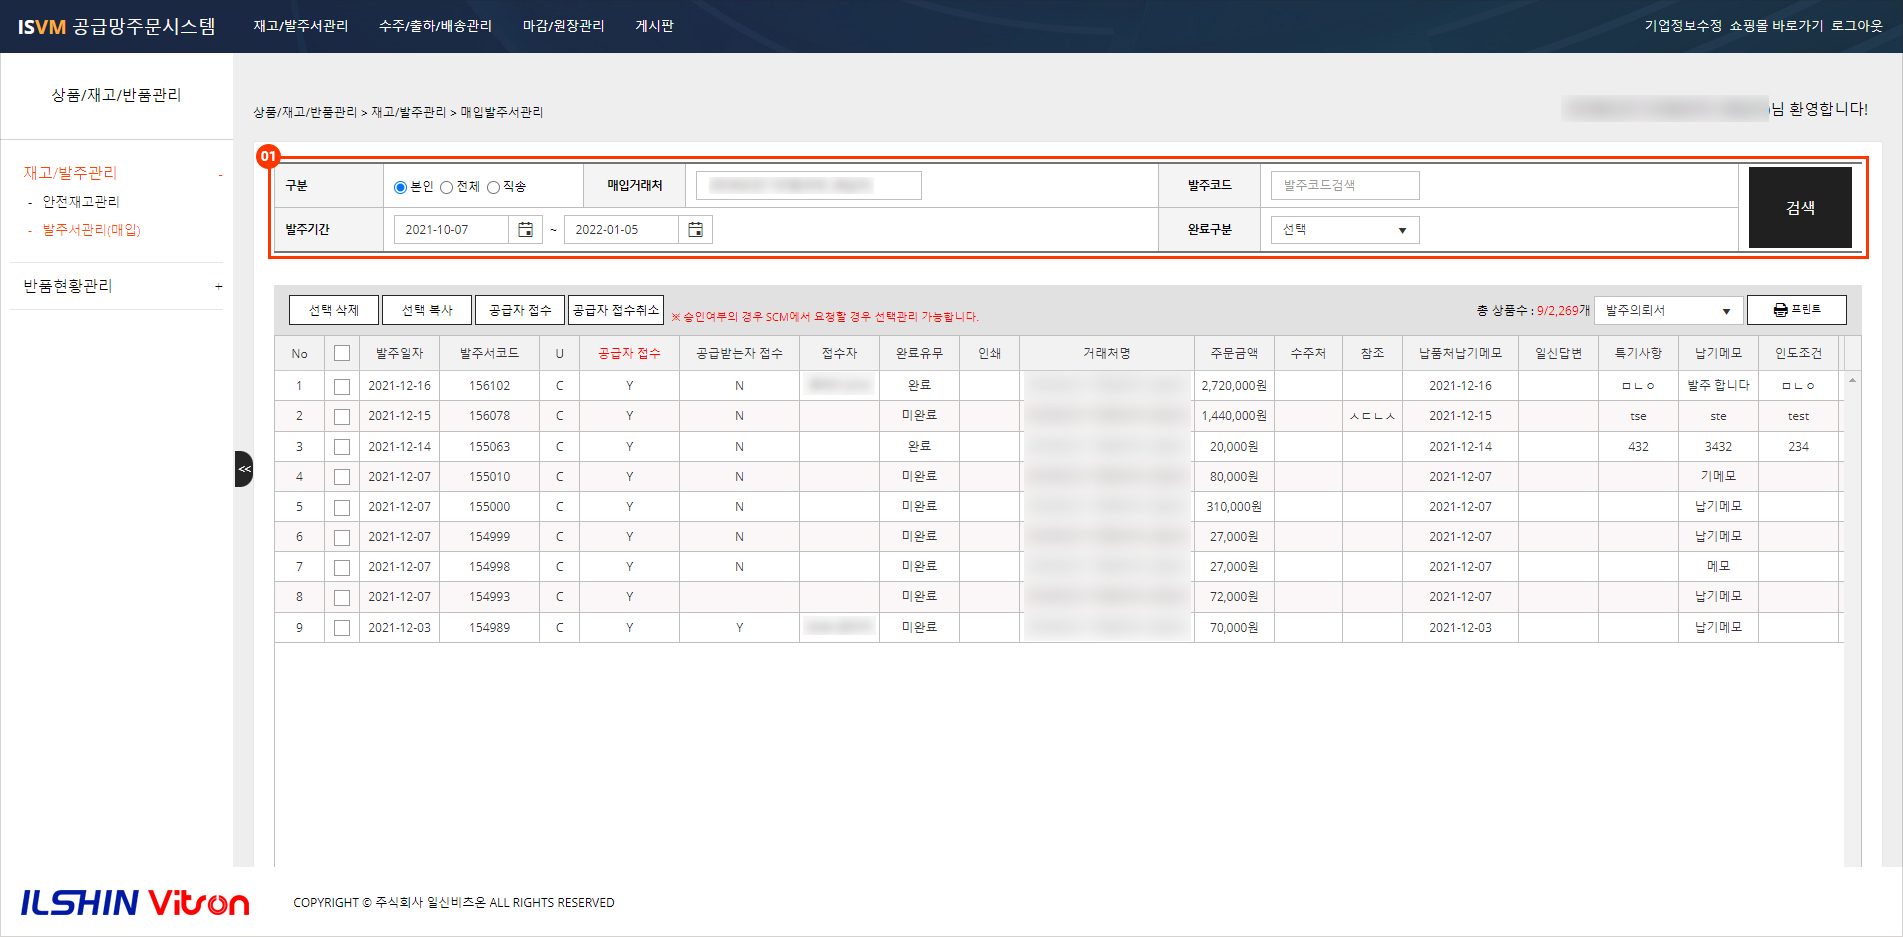 ISVM 공급망주문시스템 재고/발주서관리 수주/출하/배송관리 마감/원장관리 게시판 기업정보수정 쇼핑몰 바로가기 로그아웃
상품/재고/반품관리
상품/재고/반품관리 > 재고/발주관리 > 매입발주서관리
님 환영합니다!
재고/발주관리 -
- 안전재고관리
- 발주서관리(매입)
반품현황관리 +
<<
01
구분 본인 전체 직송 매입거래처 발주코드 발주코드검색 검색
발주기간 2021-10-07 ~ 2022-01-05 완료구분 선택
선택 삭제 선택 복사 공급자 접수 공급자 접수취소 ※ 승인여부의 경우 SCM에서 요청할 경우 선택관리 가능합니다. 총 상품수 : 9/2,269개 발주의뢰서 프린트
No 발주일자 발주서코드 U 공급자 접수 공급받는자 접수 접수자 완료유무 인쇄 거래처명 주문금액 수주처 참조 납품처납기메모 일신답변 특기사항 납기메모 인도조건
1 2021-12-16 156102 C Y N 완료 2,720,000원 2021-12-16 ㅁㄴㅇ 발주 합니다 ㅁㄴㅇ
2 2021-12-15 156078 C Y N 미완료 1,440,000원 ㅅㄷㄴㅅ 2021-12-15 tse ste test
3 2021-12-14 155063 C Y N 완료 20,000원 2021-12-14 432 3432 234
4 2021-12-07 155010 C Y N 미완료 80,000원 2021-12-07 기메모
5 2021-12-07 155000 C Y N 미완료 310,000원 2021-12-07 납기메모
6 2021-12-07 154999 C Y N 미완료 27,000원 2021-12-07 납기메모
7 2021-12-07 154998 C Y N 미완료 27,000원 2021-12-07 메모
8 2021-12-07 154993 C Y 미완료 72,000원 2021-12-07 납기메모
9 2021-12-03 154989 C Y Y 미완료 70,000원 2021-12-03 납기메모
ILSHIN Vitson COPYRIGHT © 주식회사 일신비츠온 ALL RIGHTS RESERVED